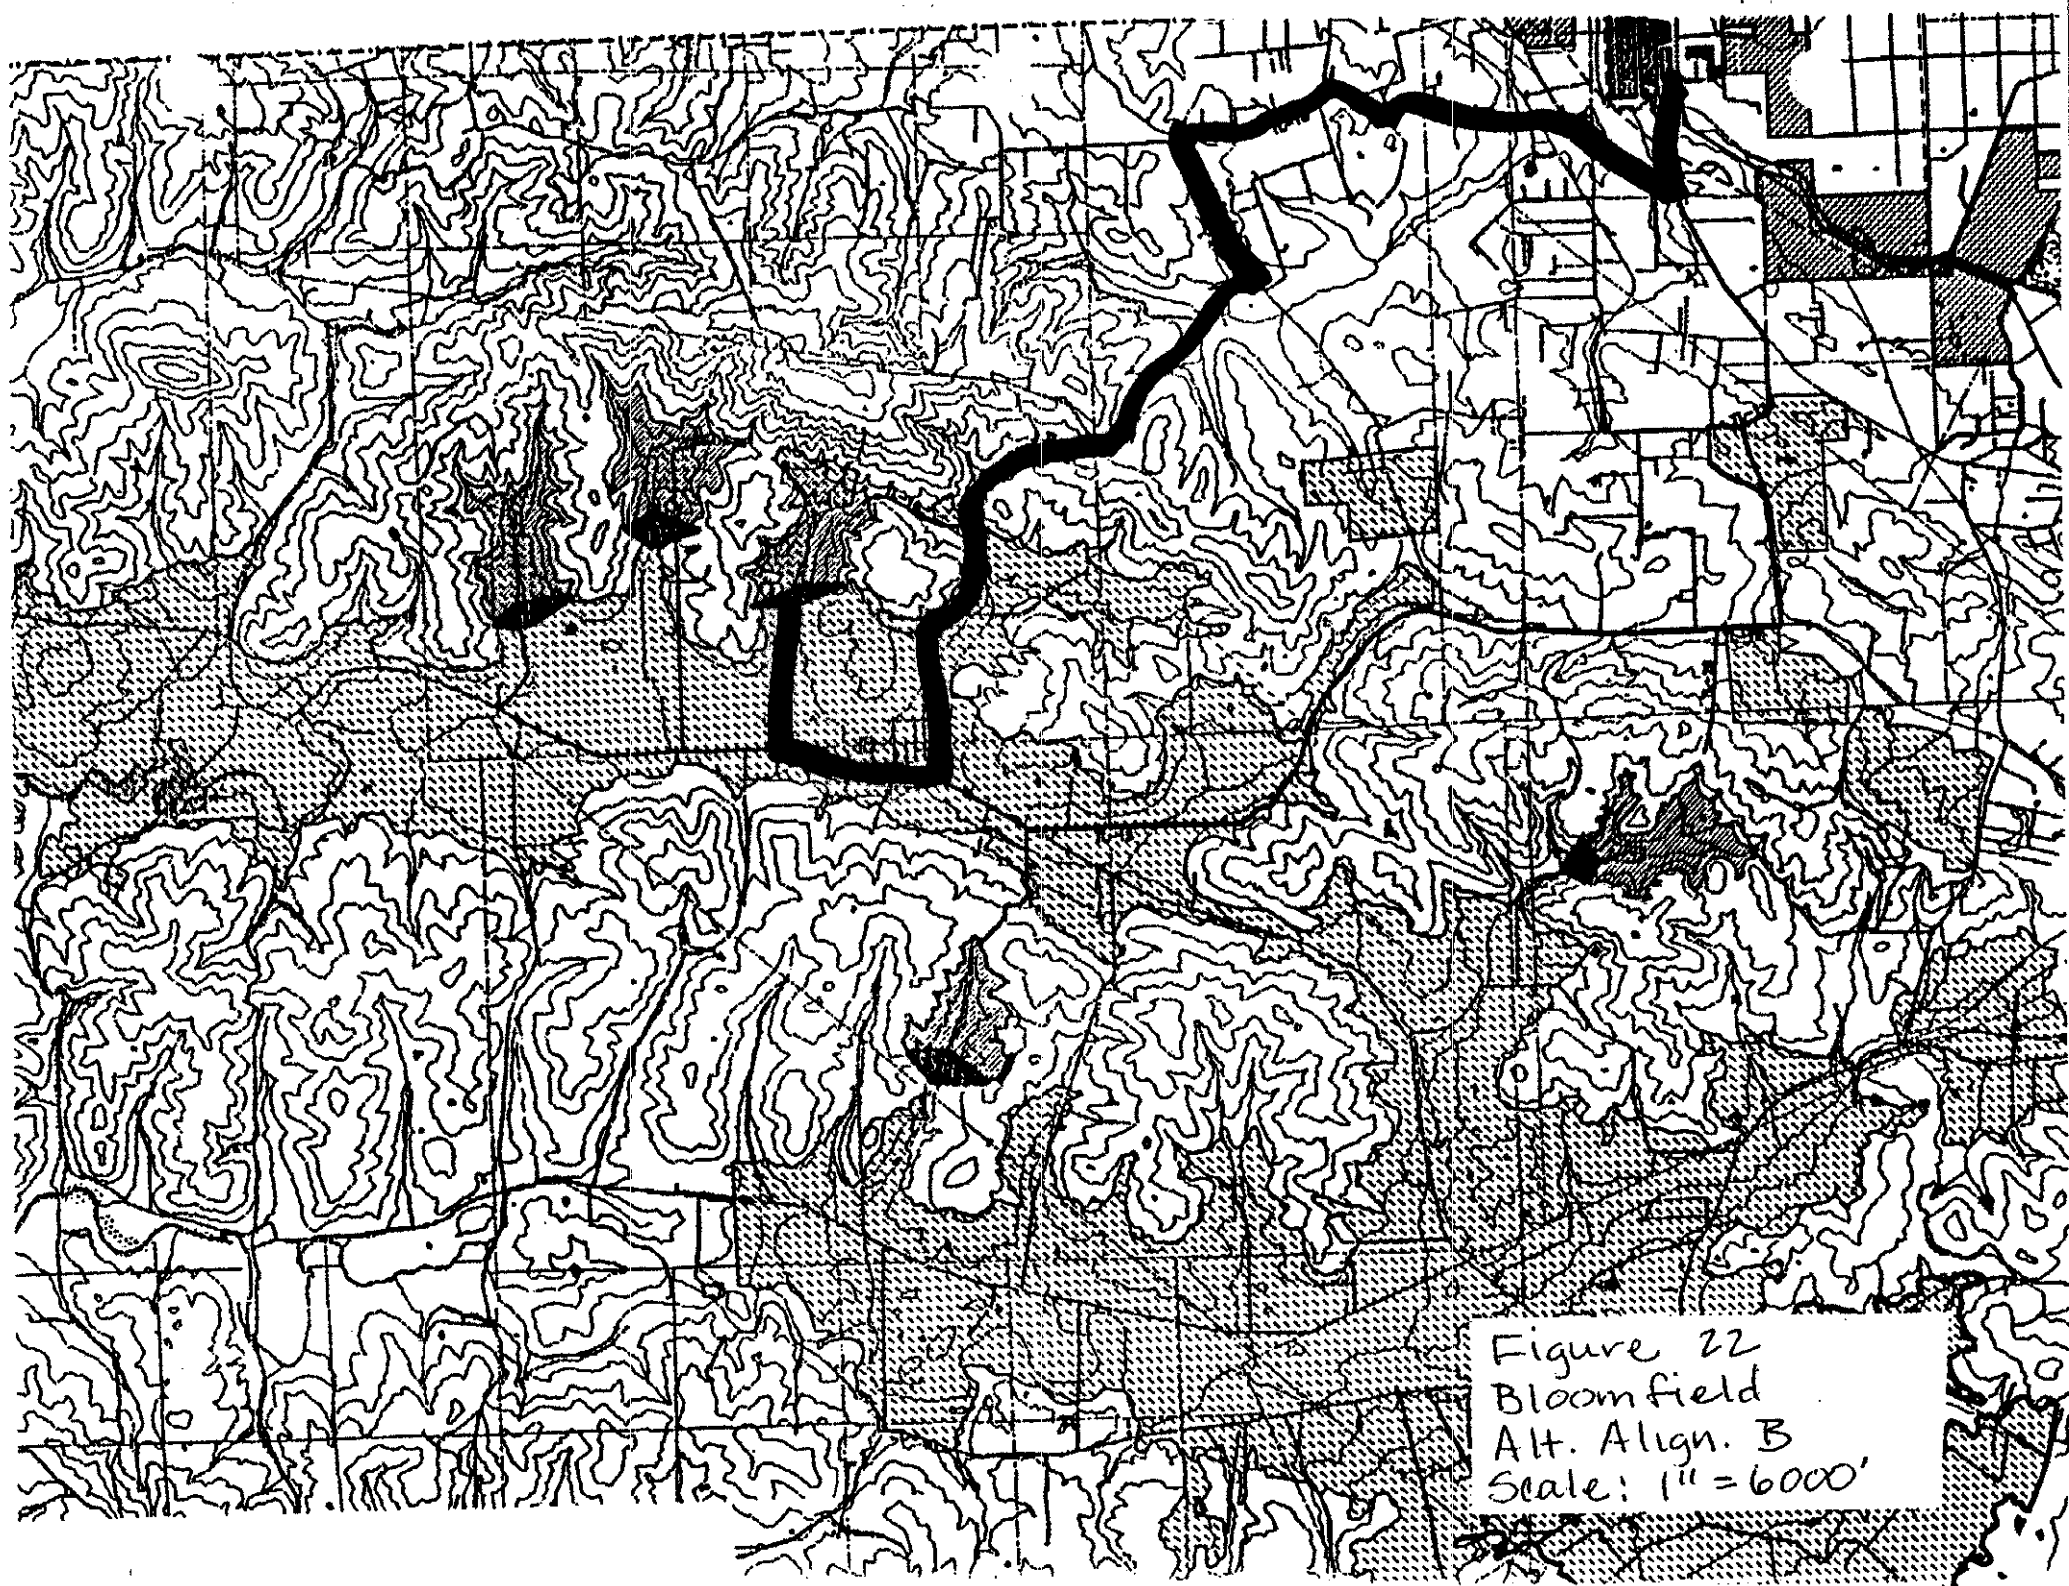 Figure 22
Bloomfield
Alt. Align. B
Scale: 1" = 6000'